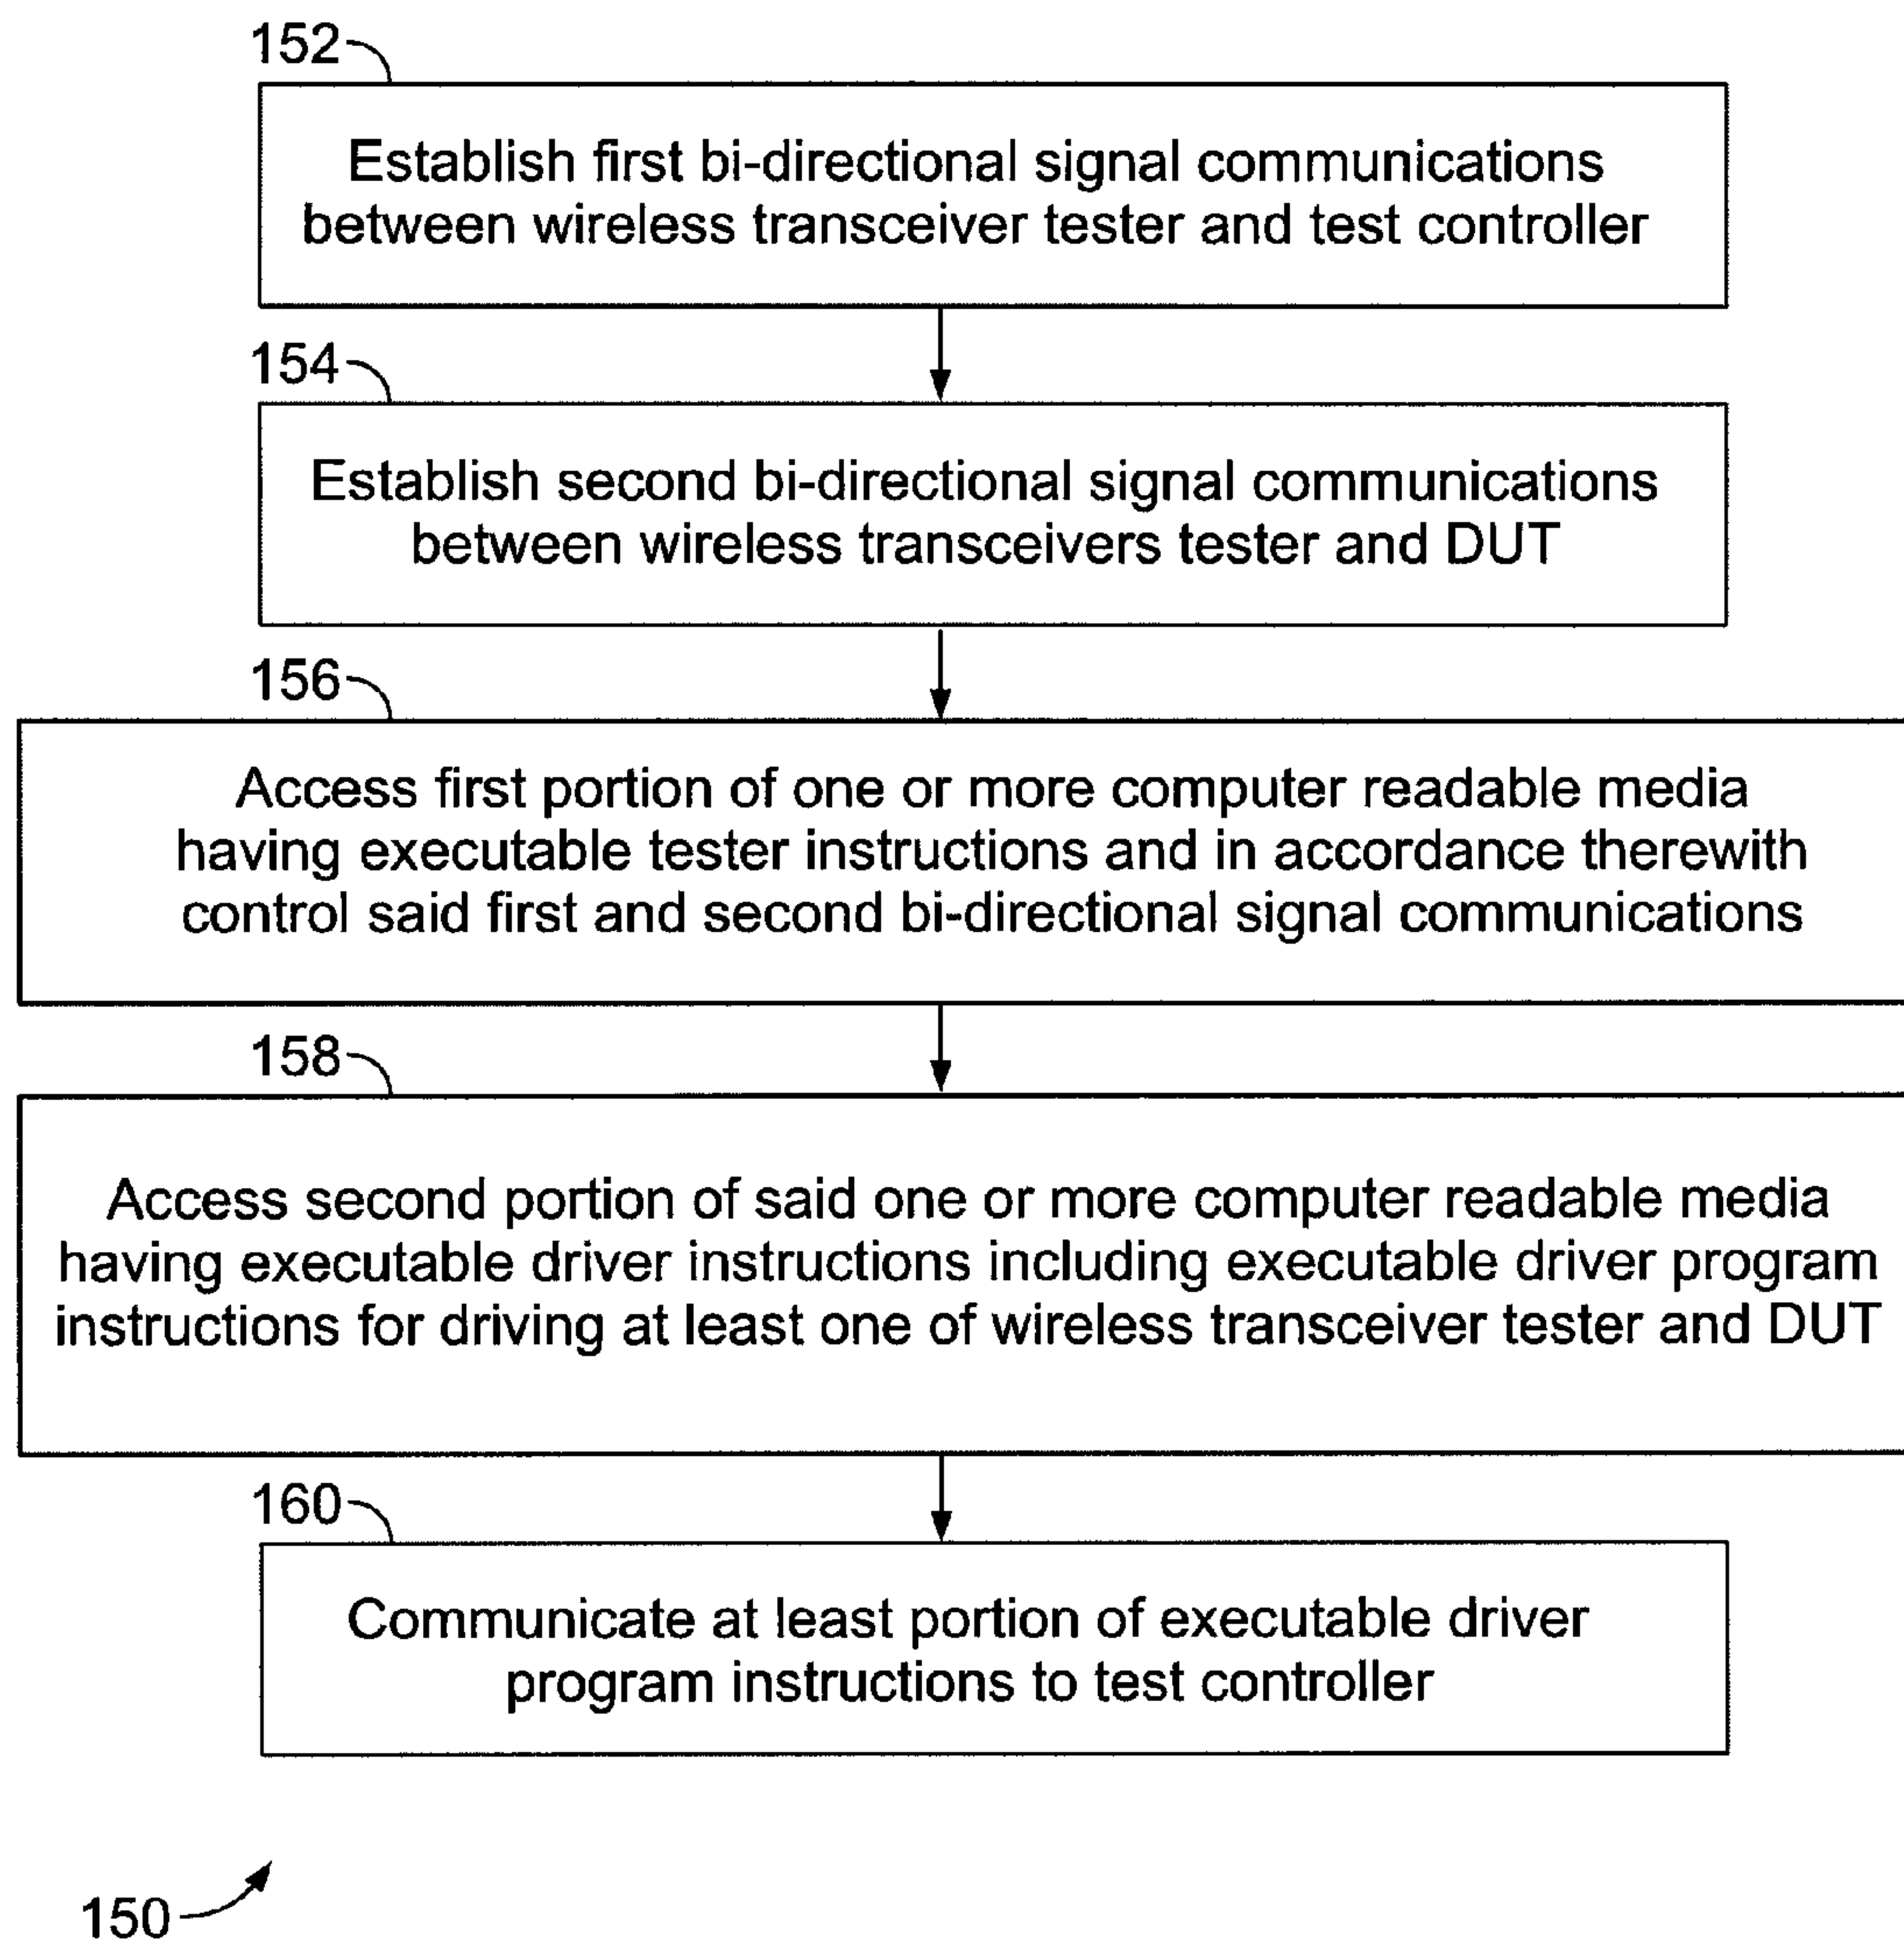 152
Establish first bi-directional signal communications
between wireless transceiver tester and test controller
154
Establish second bi-directional signal communications
between wireless transceivers tester and DUT
156
Access first portion of one or more computer readable media
having executable tester instructions and in accordance therewith
control said first and second bi-directional signal communications
158
Access second portion of said one or more computer readable media
having executable driver instructions including executable driver program
instructions for driving at least one of wireless transceiver tester and DUT
160
Communicate at least portion of executable driver
program instructions to test controller
150